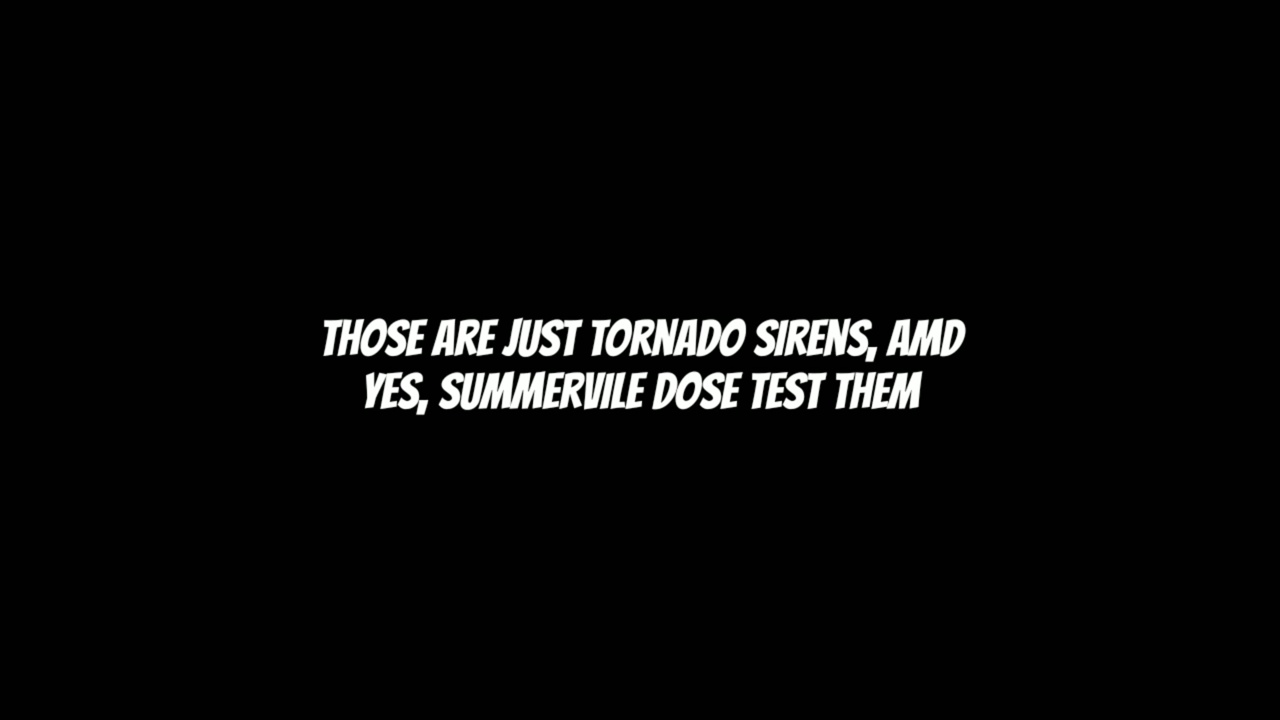 THOSE ARE JUST TORNADO SIRENS, AMD
YES, SUMMERVILE DOSE TEST THEM